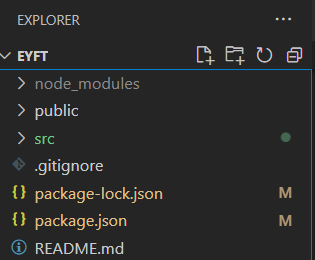 EXPLORER
EYFT
node_modules
public
src
.gitignore
{} package-lock.json M
{} package.json M
README.md